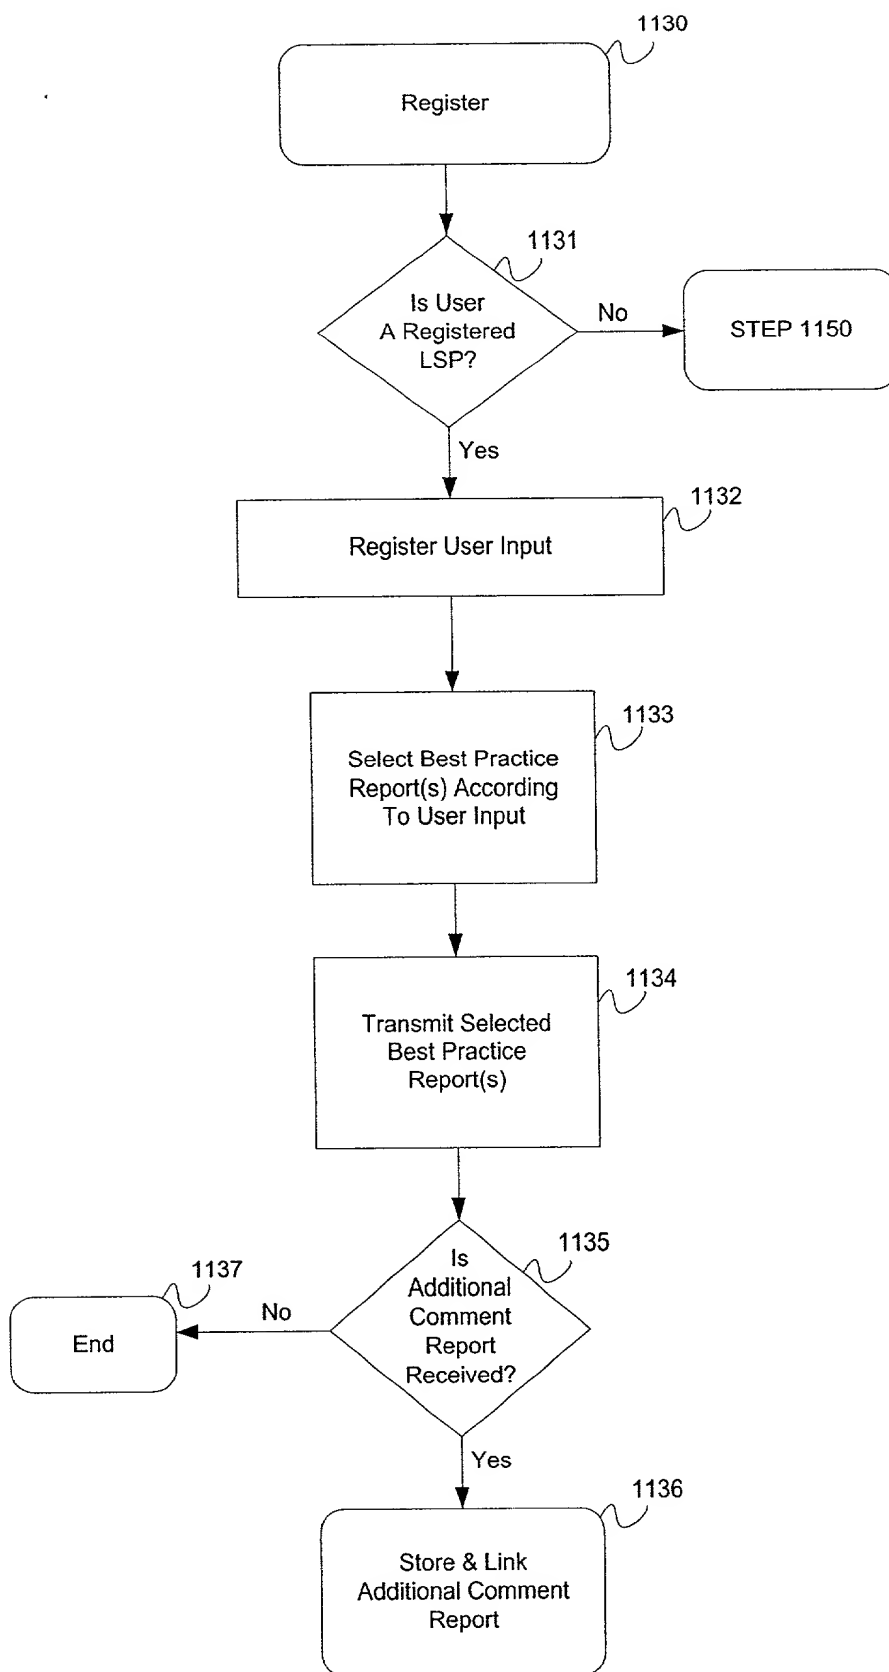 1130
Register
1131
Is User
A Registered
LSP?
No
STEP 1150
Yes
1132
Register User Input
1133
Select Best Practice
Report(s) According
To User Input
1134
Transmit Selected
Best Practice
Report(s)
1135
Is
Additional
Comment
Report
Received?
1137
No
End
Yes
1136
Store & Link
Additional Comment
Report